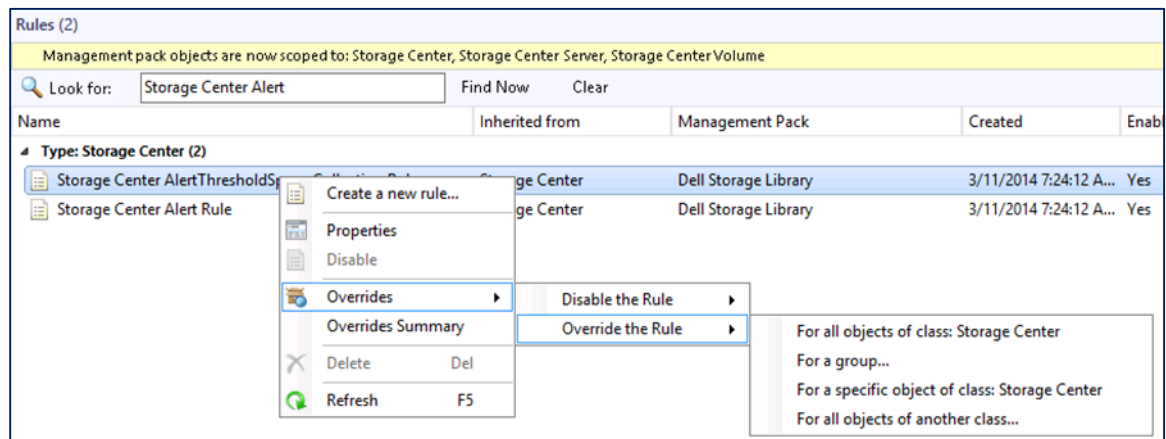 Rules (2)
Management pack objects are now scoped to: Storage Center, Storage Center Server, Storage Center Volume
Look for: Storage Center Alert Find Now Clear
Name Inherited from Management Pack Created
Type: Storage Center (2)
Storage Center Dell Storage Library 3/11/2014 7:24:12 A... Yes
Storage Center Alert Rule Center Dell Storage Library 3/11/2014 7:24:12 A... Yes
Create a new rule...
Properties
Disable
Overrides Disable the Rule
Overrides Summary Override the Rule For all objects of class: Storage Center
For a group...
Delete Del
For a specific object of class: Storage Center
Refresh F5
For all objects of another class...